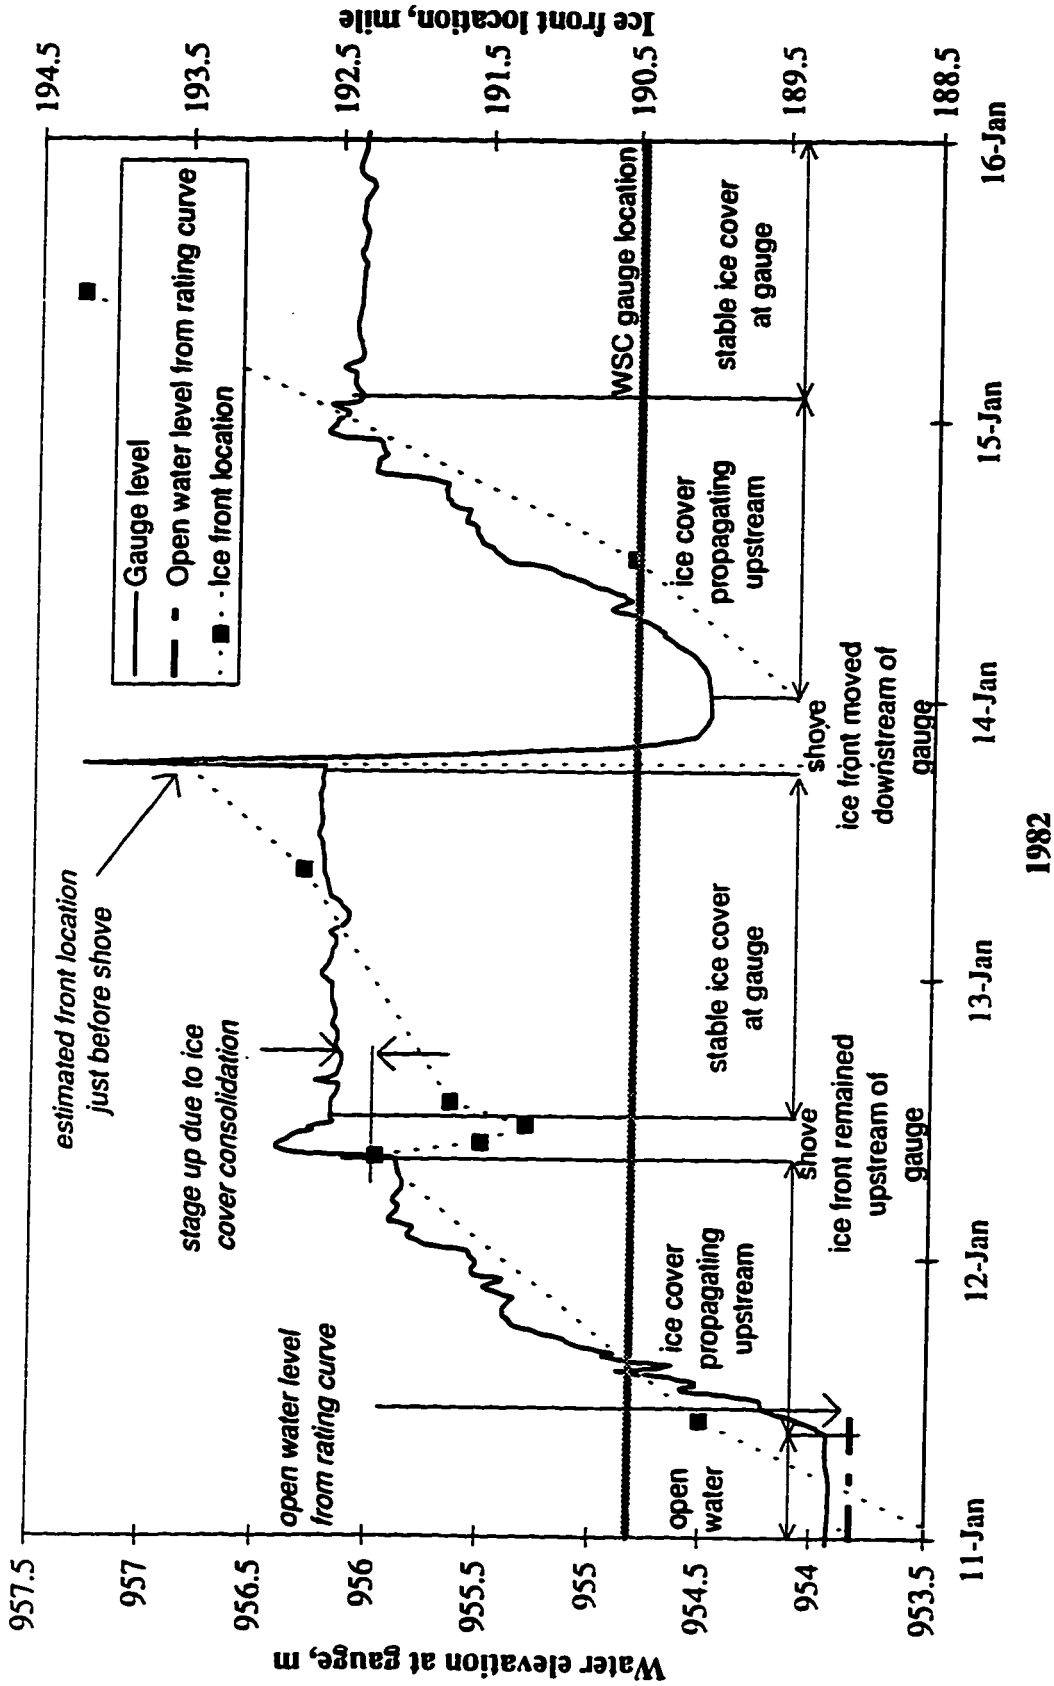 Water elevation at gauge, m
957.5
957
956.5
956
955.5
955
954.5
954
953.5
Ice front location, mile
194.5
193.5
192.5
191.5
190.5
189.5
188.5
11-Jan
12-Jan
13-Jan
14-Jan
15-Jan
16-Jan
1982
Gauge level
Open water level from rating curve
Ice front location
estimated front location
just before shove
stage up due to ice
cover consolidation
open water level
from rating curve
WSC gauge location
open
water
ice cover
propagating
upstream
shove
ice front remained
upstream of
gauge
stable ice cover
at gauge
shove
ice front moved
downstream of
gauge
ice cover
propagating
upstream
stable ice cover
at gauge